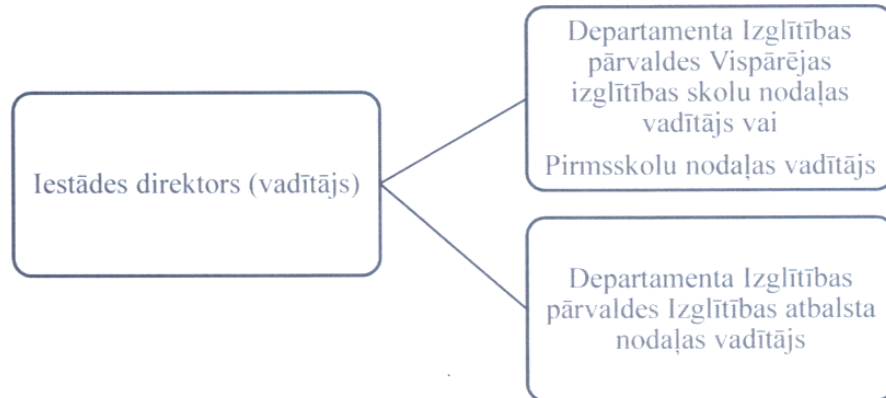 Iestādes direktors (vadītājs)
Departamenta Izglītības
pārvaldes Vispārējas
izglītības skolu nodaļas
vadītājs vai
Pirmsskolu nodaļas vadītājs
Departamenta Izglītības
pārvaldes Izglītības atbalsta
nodaļas vadītājs